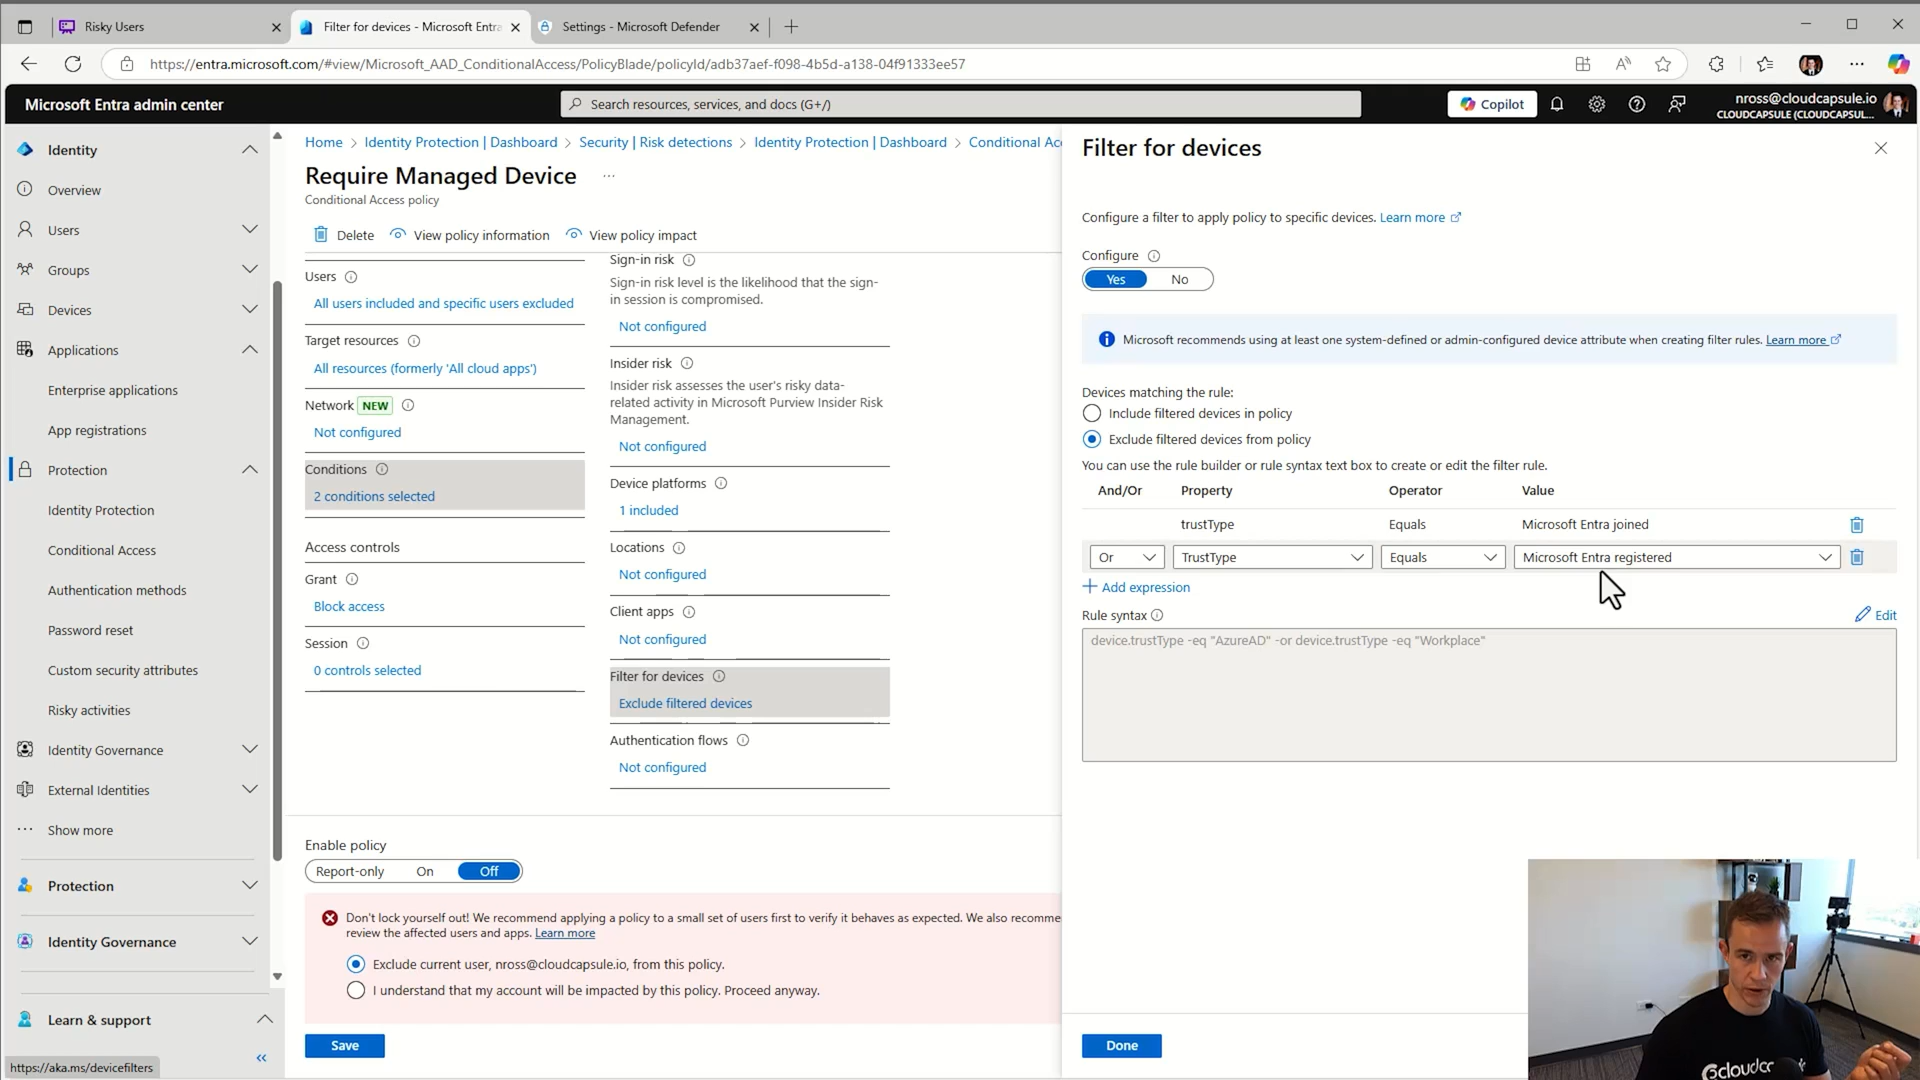 Risky Users
Filter for devices - Microsoft Entra
Settings - Microsoft Defender
https://entra.microsoft.com/#view/Microsoft_AAD_ConditionalAccess/PolicyBlade/policyId/adb37aef-f098-4b5d-a138-04f91333ee57
Microsoft Entra admin center
Search resources, services, and docs (G+/)
Copilot
nross@cloudcapsule.io
CLOUDCAPSULE (CLOUDCAPSUL...
Identity
Overview
Users
Groups
Devices
Applications
Enterprise applications
App registrations
Protection
Identity Protection
Conditional Access
Authentication methods
Password reset
Custom security attributes
Risky activities
Identity Governance
External Identities
Show more
Protection
Identity Governance
Learn & support
https://aka.ms/devicefilters
Home > Identity Protection | Dashboard > Security | Risk detections > Identity Protection | Dashboard > Conditional Ac
Require Managed Device ...
Conditional Access policy
Delete
View policy information
View policy impact
Users
All users included and specific users excluded
Target resources
All resources (formerly 'All cloud apps')
Network NEW
Not configured
Conditions
2 conditions selected
Access controls
Grant
Block access
Session
0 controls selected
Sign-in risk
Sign-in risk level is the likelihood that the sign-
in session is compromised.
Not configured
Insider risk
Insider risk assesses the user's risky data-
related activity in Microsoft Purview Insider Risk
Management.
Not configured
Device platforms
1 included
Locations
Not configured
Client apps
Not configured
Filter for devices
Exclude filtered devices
Authentication flows
Not configured
Enable policy
Report-only On Off
Don't lock yourself out! We recommend applying a policy to a small set of users first to verify it behaves as expected. We also recomme
review the affected users and apps. Learn more
Exclude current user, nross@cloudcapsule.io, from this policy.
I understand that my account will be impacted by this policy. Proceed anyway.
Save
Filter for devices
Configure a filter to apply policy to specific devices. Learn more
Configure
Yes No
Microsoft recommends using at least one system-defined or admin-configured device attribute when creating filter rules. Learn more
Devices matching the rule:
Include filtered devices in policy
Exclude filtered devices from policy
You can use the rule builder or rule syntax text box to create or edit the filter rule.
And/Or Property Operator Value
trustType Equals Microsoft Entra joined
Or TrustType Equals Microsoft Entra registered
+ Add expression
Rule syntax
Edit
device.trustType -eq "AzureAD" -or device.trustType -eq "Workplace"
Done